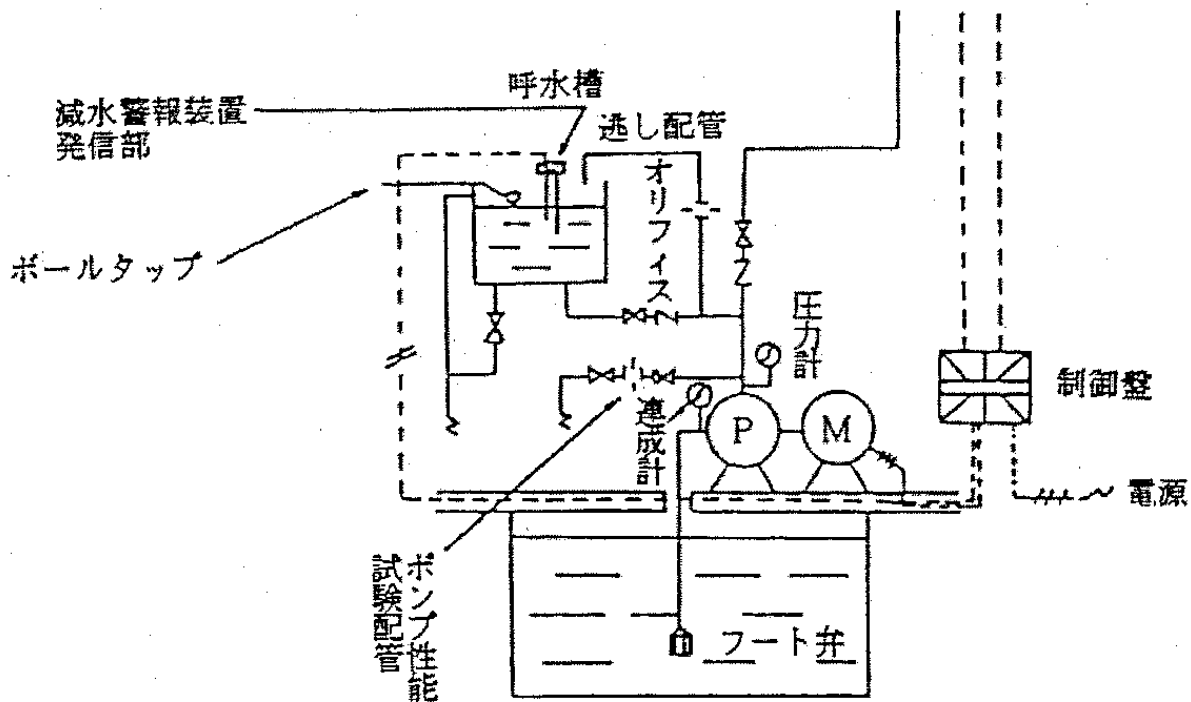 呼水槽
減水警報装置
発信部
逃し配管
オリフィス
ボールタップ
圧力計
制御盤
連成計
P
M
電源
ポンプ性能
試験配管
フート弁